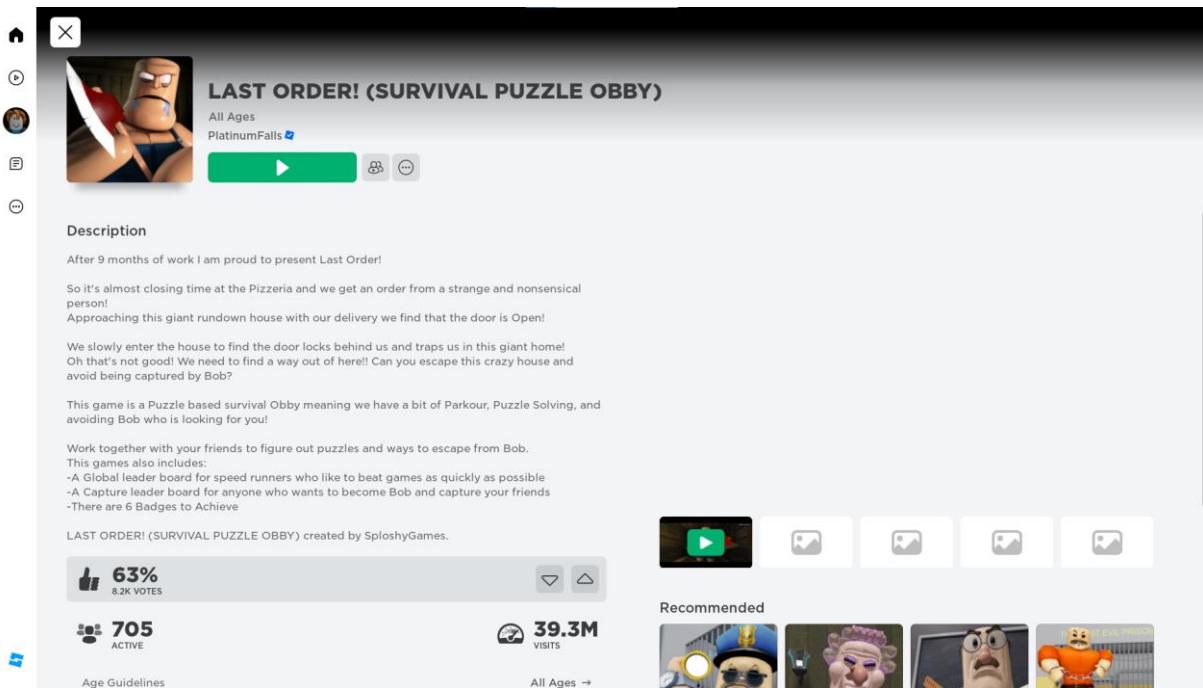 LAST ORDER! (SURVIVAL PUZZLE OBBY)
All Ages
PlatinumFalls
Description
After 9 months of work I am proud to present Last Order!
So it's almost closing time at the Pizzeria and we get an order from a strange and nonsensical
person!
Approaching this giant rundown house with our delivery we find that the door is Open!
We slowly enter the house to find the door locks behind us and traps us in this giant home!
Oh that's not good! We need to find a way out of here!! Can you escape this crazy house and
avoid being captured by Bob?
This game is a Puzzle based survival Obby meaning we have a bit of Parkour, Puzzle Solving, and
avoiding Bob who is looking for you!
Work together with your friends to figure out puzzles and ways to escape from Bob.
This games also includes:
-A Global leader board for speed runners who like to beat games as quickly as possible
-A Capture leader board for anyone who wants to become Bob and capture your friends
-There are 6 Badges to Achieve
LAST ORDER! (SURVIVAL PUZZLE OBBY) created by SploshyGames.
63%
8.2K VOTES
705
ACTIVE
39.3M
VISITS
Age Guidelines
All Ages →
Recommended